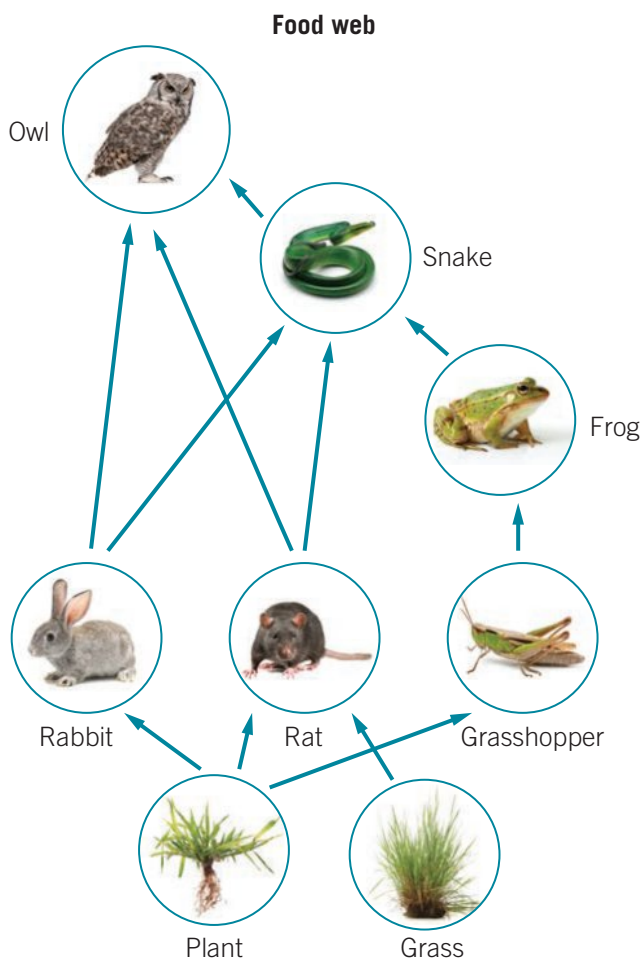 Food web
Owl
Snake
Frog
Rabbit
Rat
Grasshopper
Plant
Grass